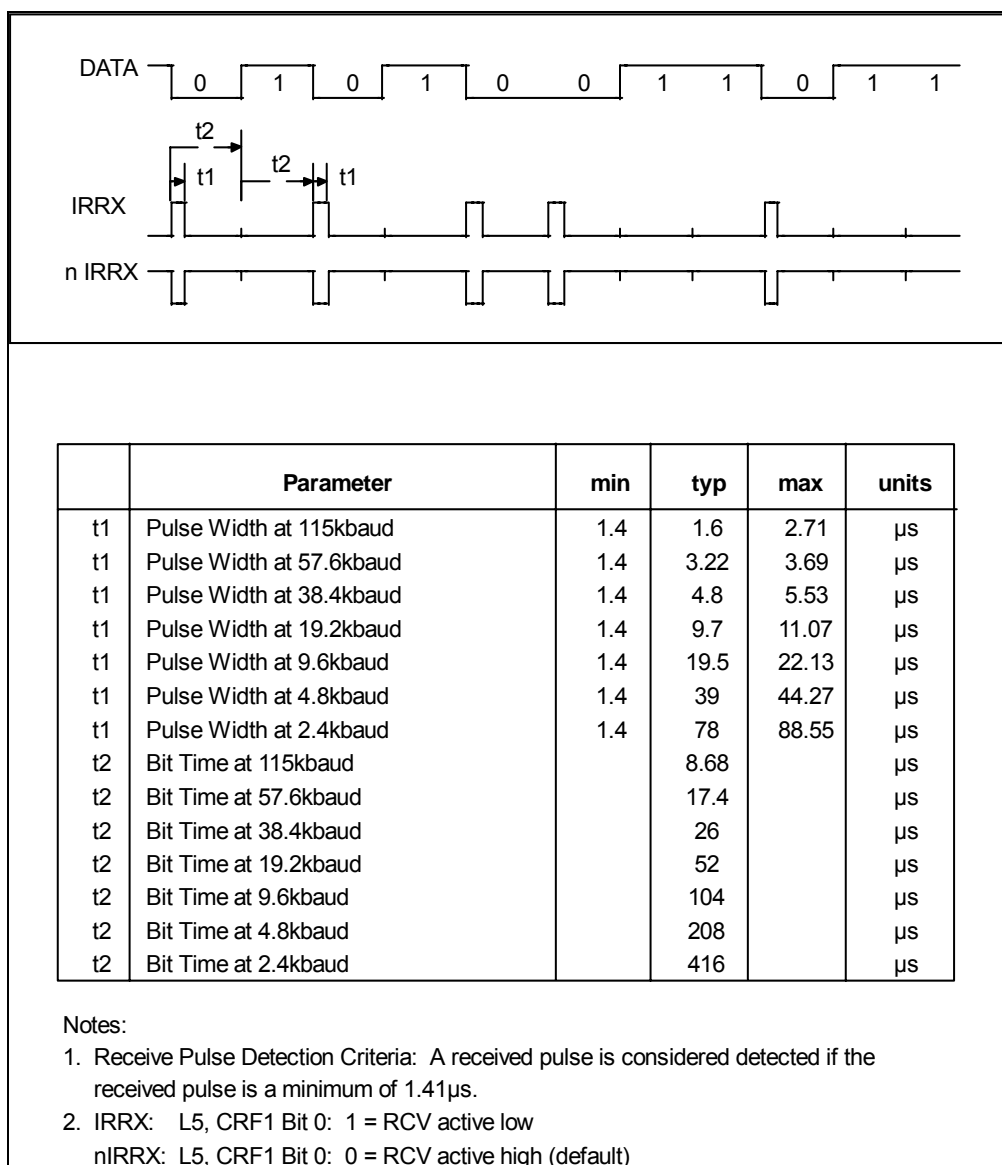 DATA 0 1 0 1 0 0 1 1 0 1 1
t2
t1 t2 t1
IRRX
n IRRX
Parameter min typ max units
t1 Pulse Width at 115kbaud 1.4 1.6 2.71 µs
t1 Pulse Width at 57.6kbaud 1.4 3.22 3.69 µs
t1 Pulse Width at 38.4kbaud 1.4 4.8 5.53 µs
t1 Pulse Width at 19.2kbaud 1.4 9.7 11.07 µs
t1 Pulse Width at 9.6kbaud 1.4 19.5 22.13 µs
t1 Pulse Width at 4.8kbaud 1.4 39 44.27 µs
t1 Pulse Width at 2.4kbaud 1.4 78 88.55 µs
t2 Bit Time at 115kbaud 8.68 µs
t2 Bit Time at 57.6kbaud 17.4 µs
t2 Bit Time at 38.4kbaud 26 µs
t2 Bit Time at 19.2kbaud 52 µs
t2 Bit Time at 9.6kbaud 104 µs
t2 Bit Time at 4.8kbaud 208 µs
t2 Bit Time at 2.4kbaud 416 µs
Notes:
1. Receive Pulse Detection Criteria: A received pulse is considered detected if the
received pulse is a minimum of 1.41µs.
2. IRRX: L5, CRF1 Bit 0: 1 = RCV active low
nIRRX: L5, CRF1 Bit 0: 0 = RCV active high (default)